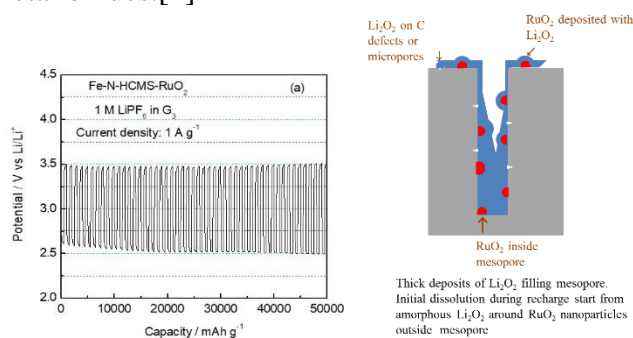 Li₂O₂ on C
defects or
micropores
RuO₂ deposited with
Li₂O₂
4.5
4.0
3.5
3.0
2.5
2.0
Potential / V vs Li/Li⁺
Fe-N-HCMS-RuO₂
(a)
1 M LiPF₆ in G₃
Current density: 1 A g⁻¹
0 10000 20000 30000 40000 50000
Capacity / mAh g⁻¹
RuO₂ inside
mesopore
Thick deposits of Li₂O₂ filling mesopore.
Initial dissolution during recharge start from
amorphous Li₂O₂ around RuO₂ nanoparticles
outside mesopore